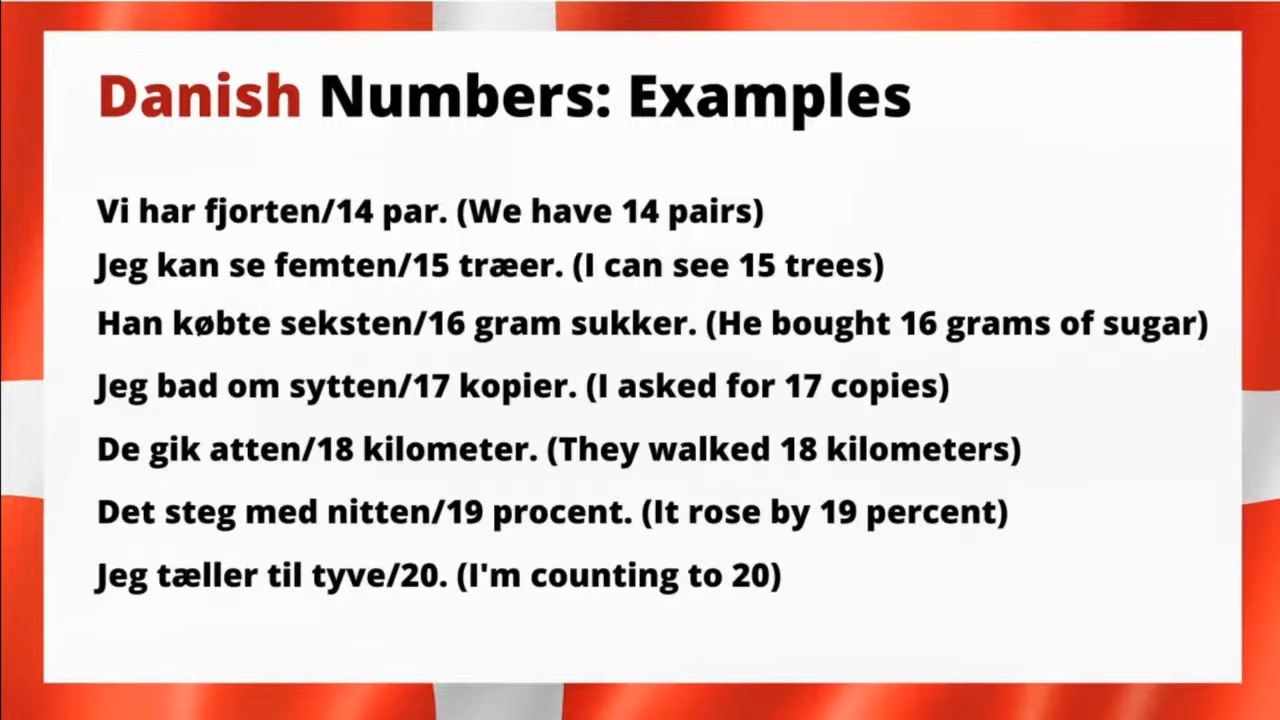 Danish Numbers: Examples
Vi har fjorten/14 par. (We have 14 pairs)
Jeg kan se femten/15 træer. (I can see 15 trees)
Han købte seksten/16 gram sukker. (He bought 16 grams of sugar)
Jeg bad om sytten/17 kopier. (I asked for 17 copies)
De gik atten/18 kilometer. (They walked 18 kilometers)
Det steg med nitten/19 procent. (It rose by 19 percent)
Jeg tæller til tyve/20. (I'm counting to 20)